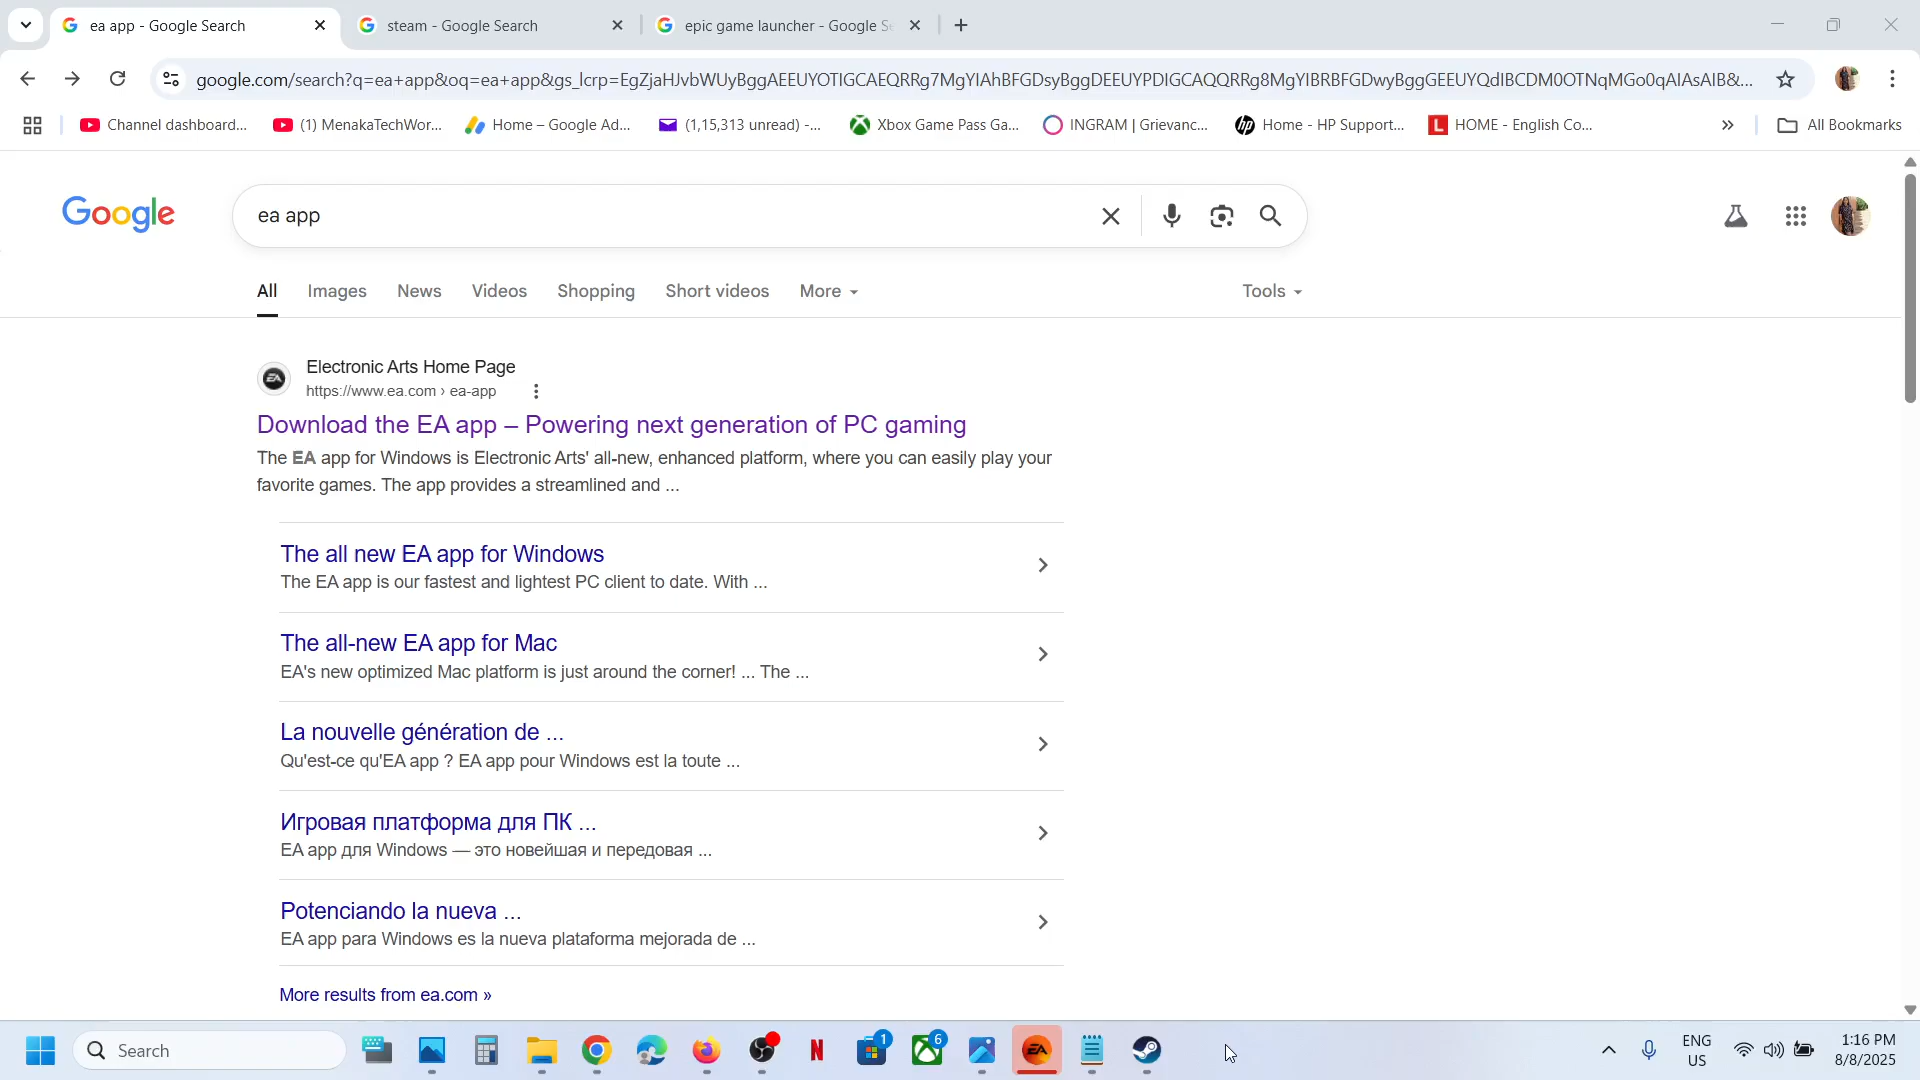 ea app - Google Search
steam - Google Search
epic game launcher - Google Se
google.com/search?q=ea+app&oq=ea+app&gs_lcrp=EgZjaHJvbWUyBggAEEUYOTIGCAEQRRg7MgYIAhBFGDsyBggDEEUYPDIGCAQQRRg8MgYIBRBFGDwyBggGEEUYQdIBCDM0OTNqMGo0qAIAsAIB&...
Channel dashboard...
(1) MenakaTechWor...
Home – Google Ad...
(1,15,313 unread) -...
Xbox Game Pass Ga...
INGRAM | Grievanc...
Home - HP Support...
HOME - English Co...
All Bookmarks
Google
ea app
All
Images
News
Videos
Shopping
Short videos
More
Tools
Electronic Arts Home Page
https://www.ea.com › ea-app
Download the EA app – Powering next generation of PC gaming
The EA app for Windows is Electronic Arts' all-new, enhanced platform, where you can easily play your
favorite games. The app provides a streamlined and ...
The all new EA app for Windows
The EA app is our fastest and lightest PC client to date. With ...
The all-new EA app for Mac
EA's new optimized Mac platform is just around the corner! ... The ...
La nouvelle génération de ...
Qu'est-ce qu'EA app ? EA app pour Windows est la toute ...
Игровая платформа для ПК ...
EA app для Windows — это новейшая и передовая ...
Potenciando la nueva ...
EA app para Windows es la nueva plataforma mejorada de ...
More results from ea.com »
Search
1
6
ENG
US
1:16 PM
8/8/2025